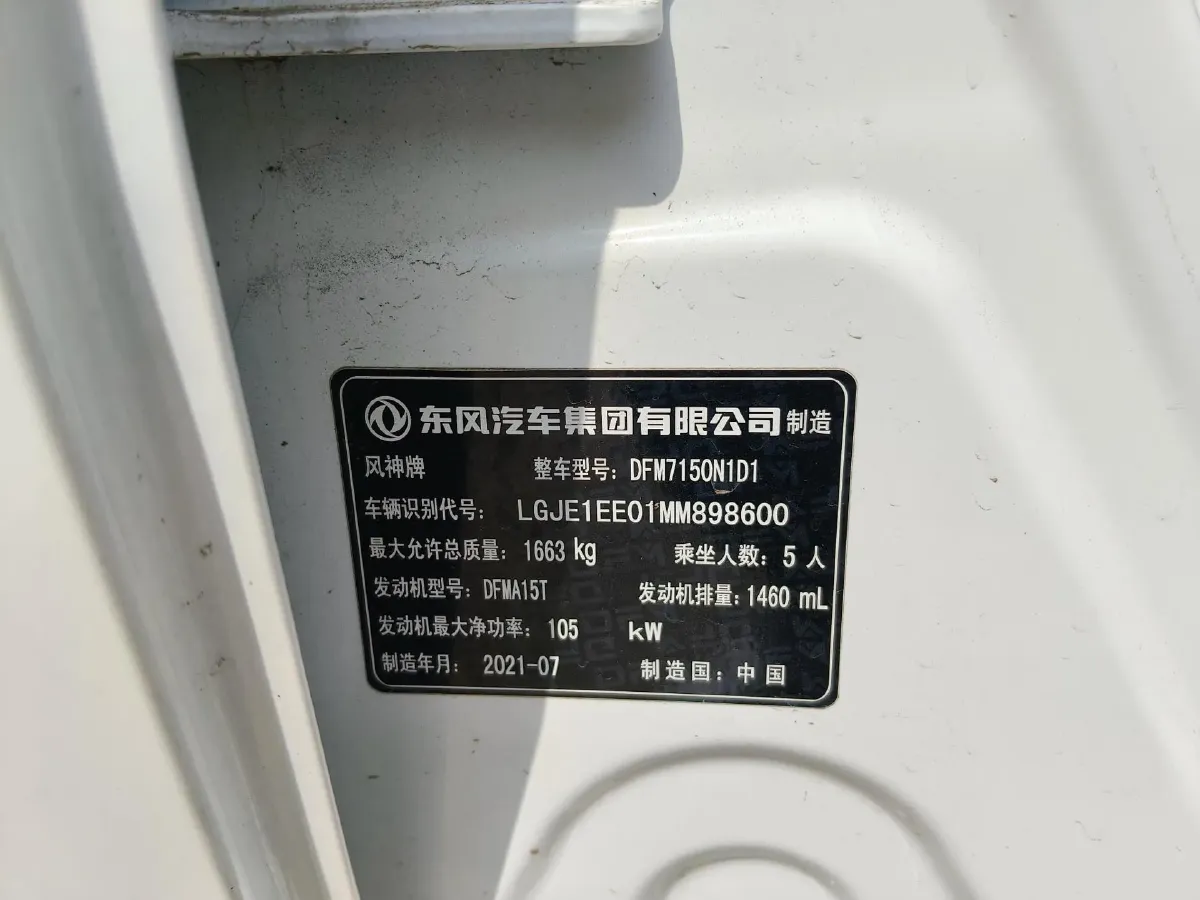 东风汽车集团有限公司制造
风神牌 整车型号：DFM7150N1D1
车辆识别代号：LGJE1EE01MM898600
最大允许总质量：1663 kg 乘坐人数：5 人
发动机型号：DFMA15T 发动机排量：1460 mL
发动机最大净功率：105 kW
制造年月：2021-07 制造国：中国